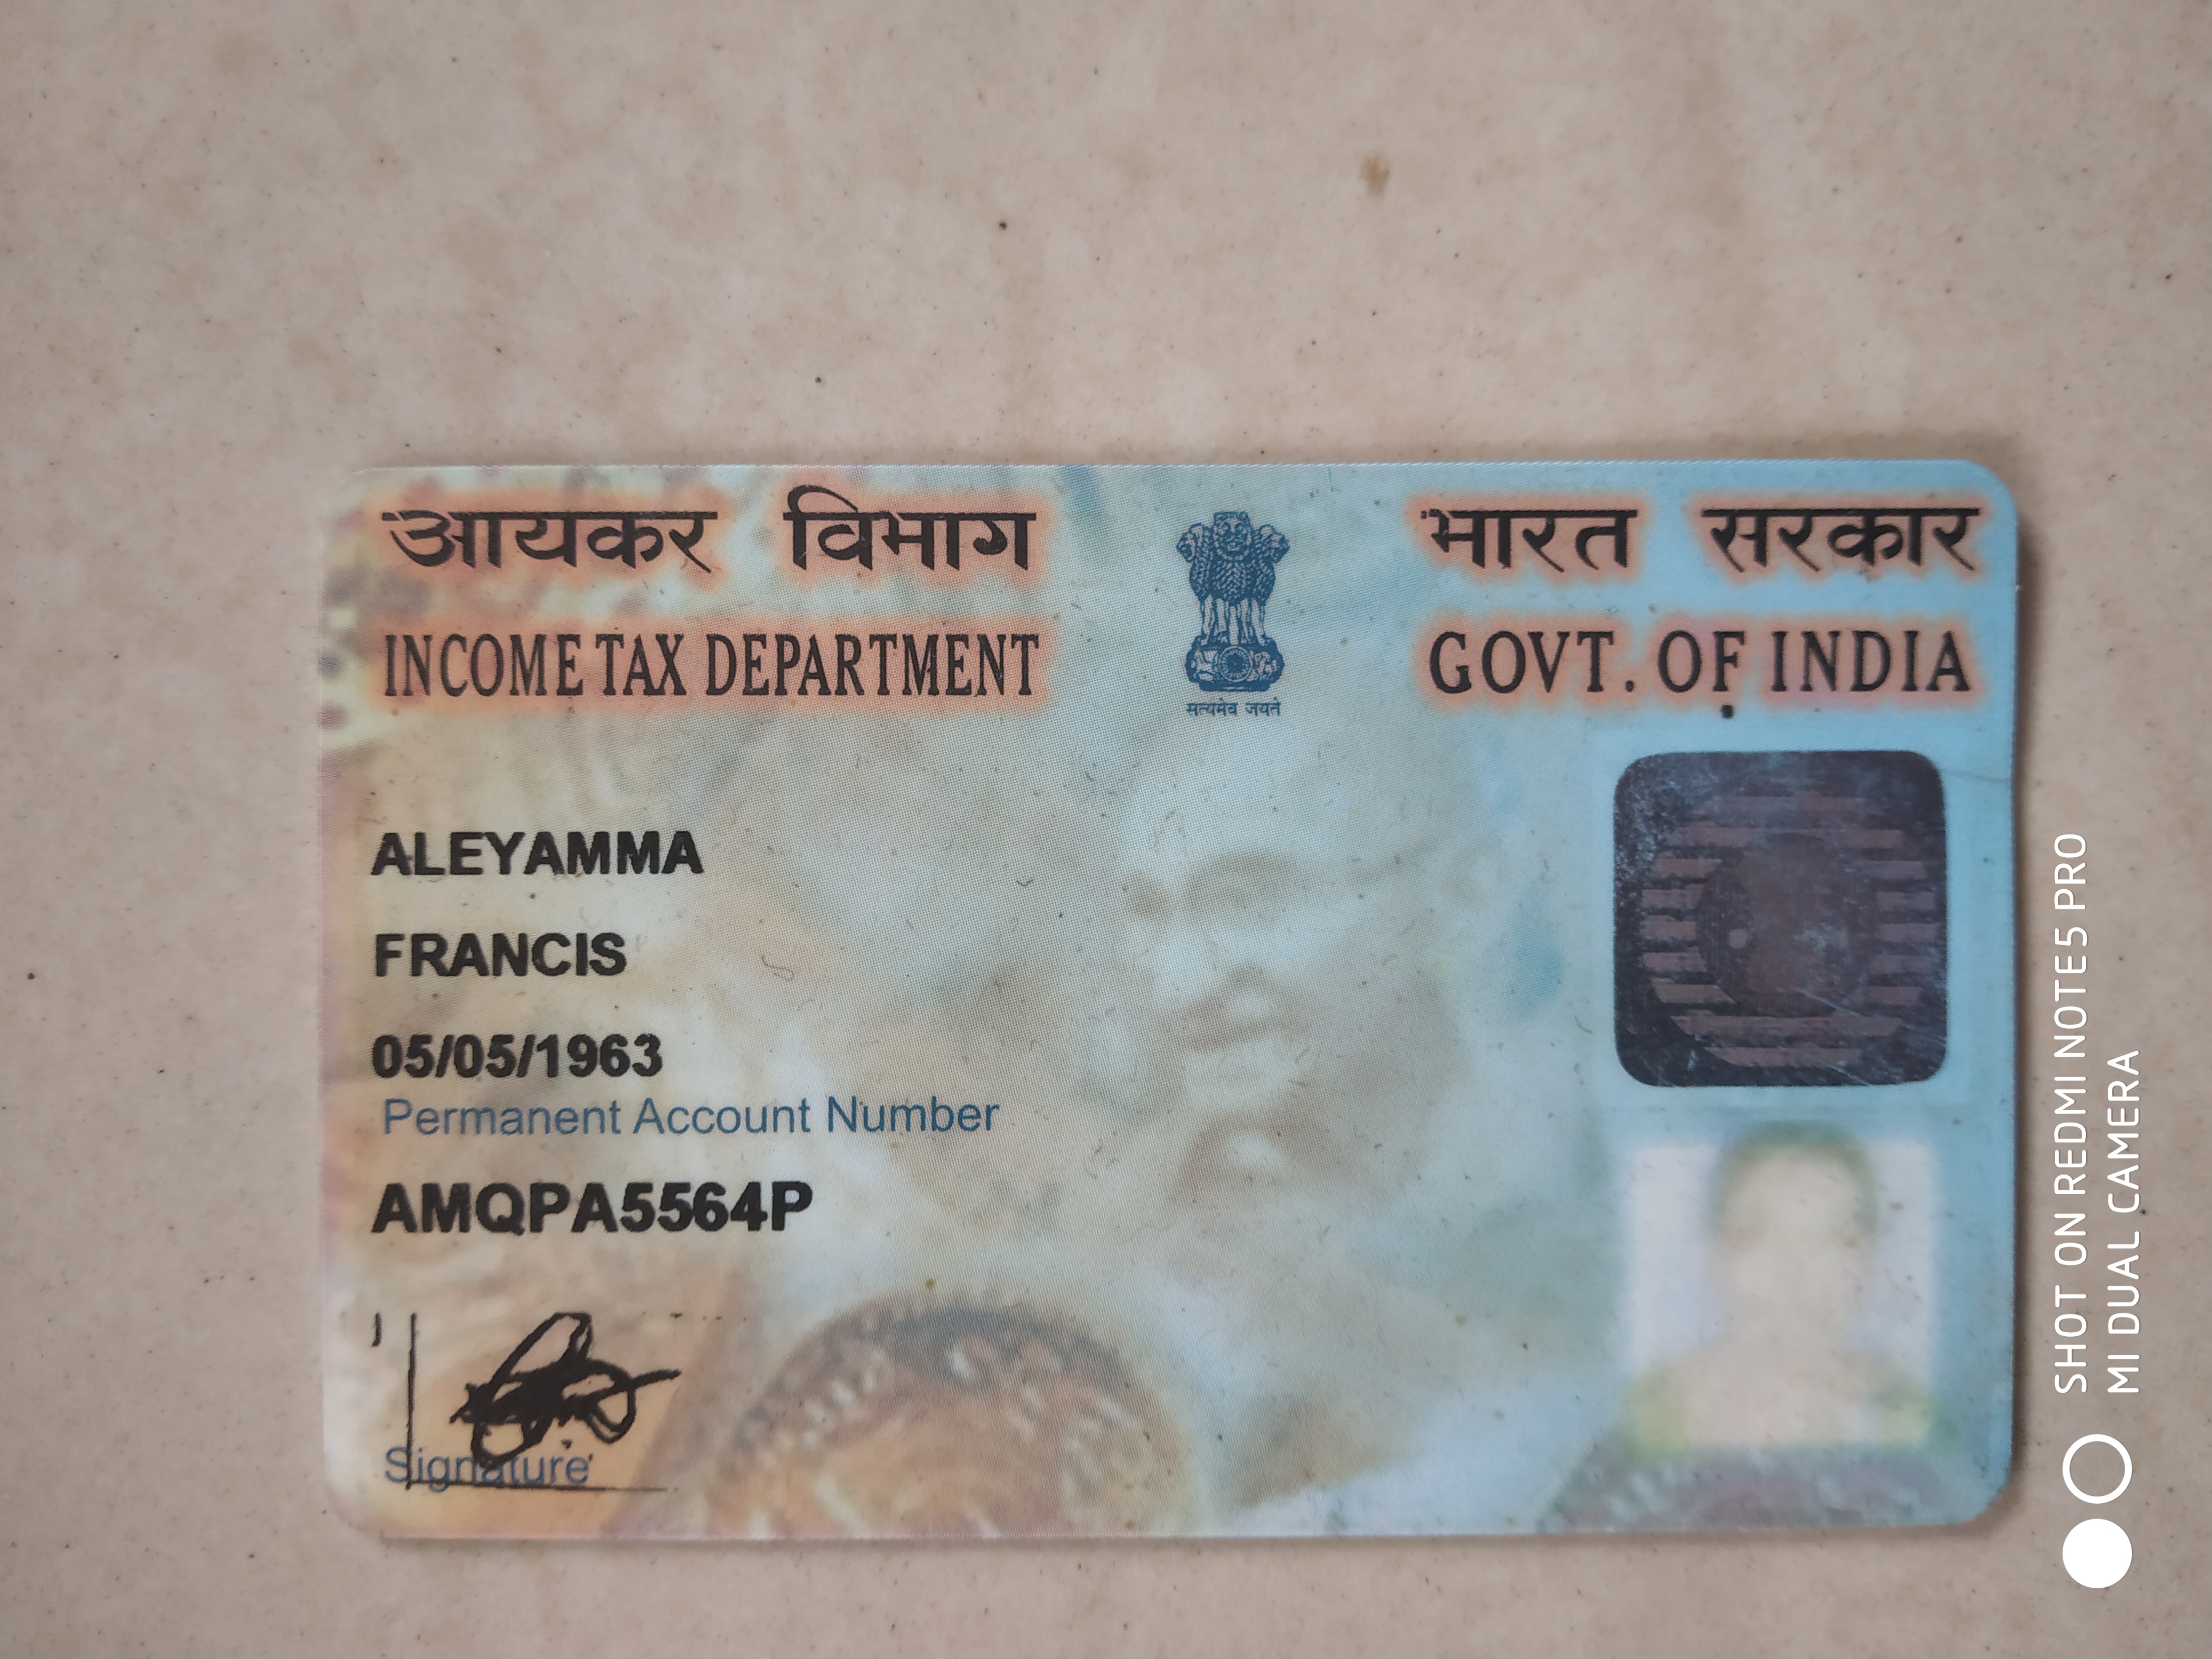 आयकर विभाग
INCOME TAX DEPARTMENT
सत्यमेव जयते
भारत सरकार
GOVT. OF INDIA
ALEYAMMA
FRANCIS
05/05/1963
Permanent Account Number
AMQPA5564P
Signature
SHOT ON REDMI NOTE5 PRO
MI DUAL CAMERA